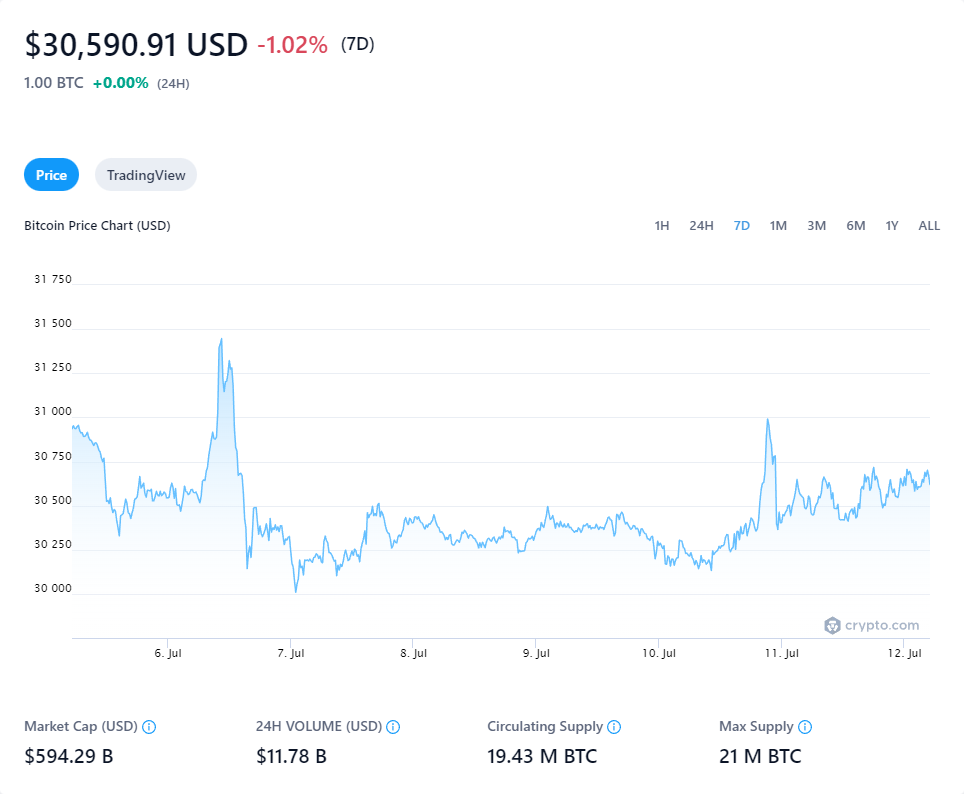 $30,590.91 USD -1.02% (7D)
1.00 BTC +0.00% (24H)
Price TradingView
Bitcoin Price Chart (USD) 1H 24H 7D 1M 3M 6M 1Y ALL
31 750
31 500
31 250
31 000
30 750
30 500
30 250
30 000
crypto.com
6. Jul 7. Jul 8. Jul 9. Jul 10. Jul 11. Jul 12. Jul
Market Cap (USD) 24H VOLUME (USD) Circulating Supply Max Supply
$594.29 B $11.78 B 19.43 M BTC 21 M BTC